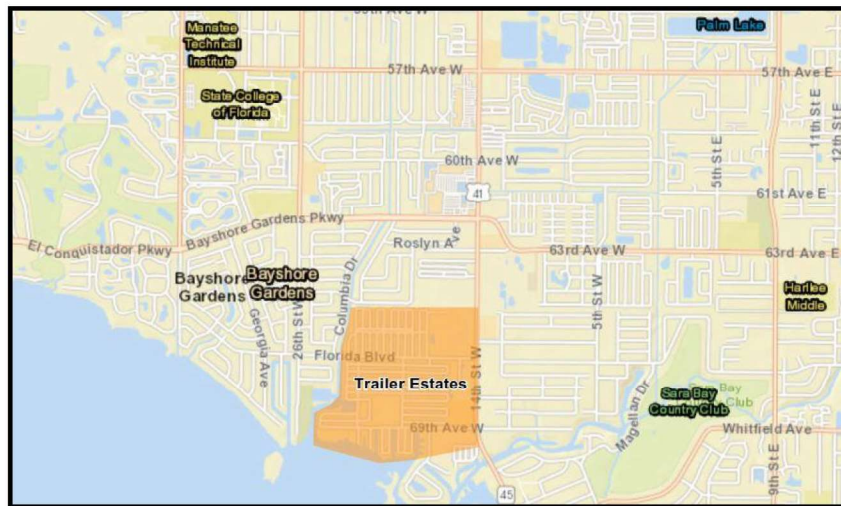 Palm Lake
Manatee
Technical
Institute
57th Ave W
57th Ave E
State College
of Florida
11th St E
12th St E
5th St E
60th Ave W
61st Ave E
41
Bayshore Gardens Pkwy
El Conquistador Pkwy
Roslyn Ave
63rd Ave W
63rd Ave E
Bayshore
Gardens
Bayshore
Gardens
Columbia Dr
Harllee
Middle
26th St W
Georgia Ave
5th St W
Florida Blvd
14th St W
Trailer Estates
Magellan Dr
Sara Bay
Country Club
69th Ave W
Whitfield Ave
9th St E
45